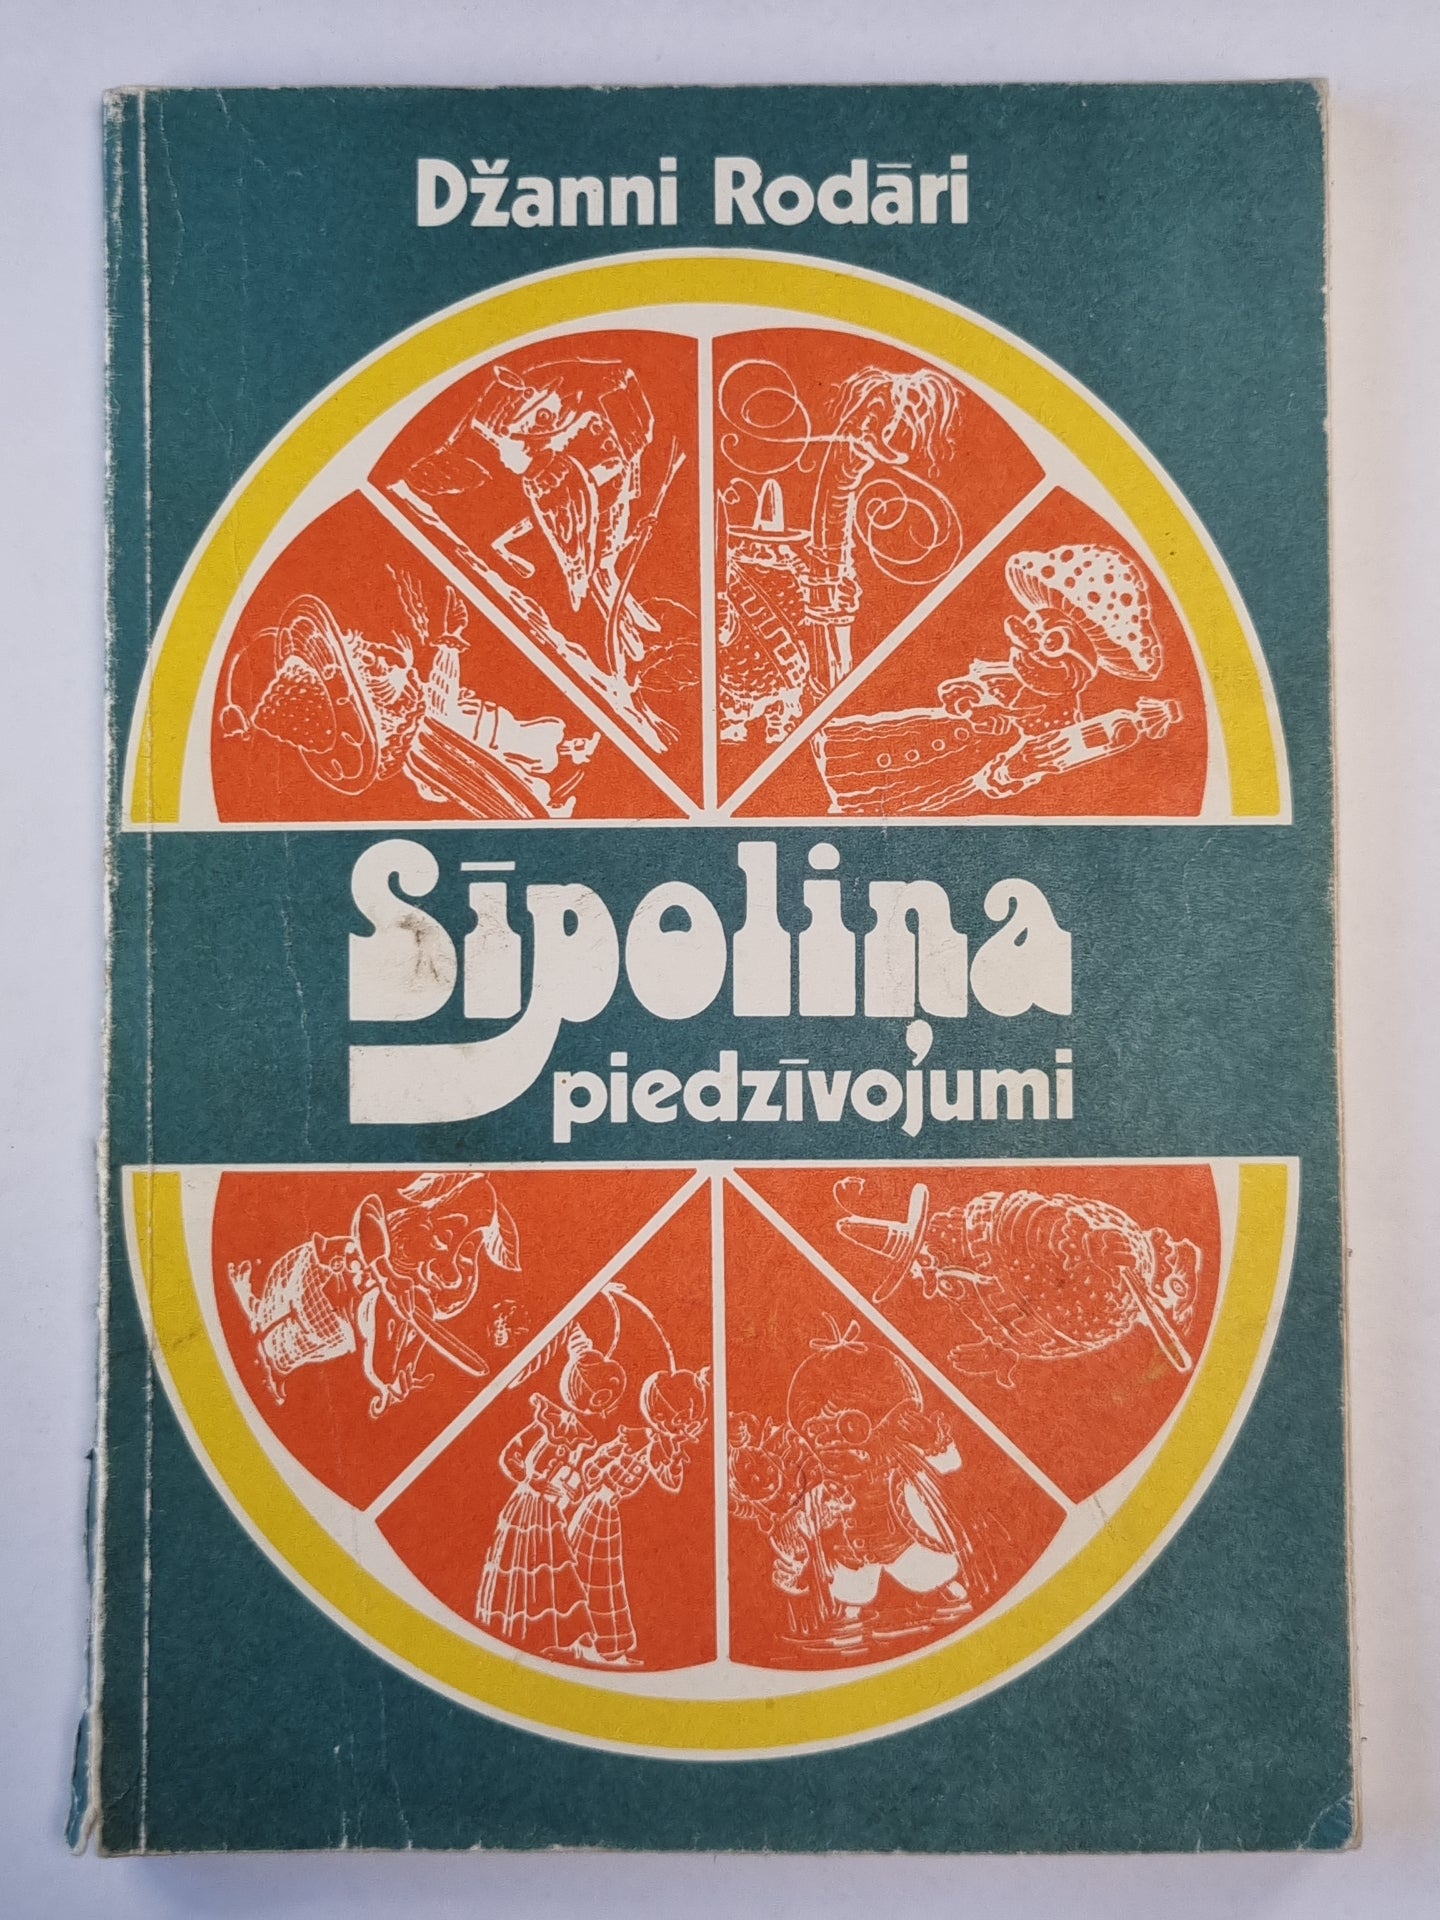 Džanni Rodāri
Sīpoliņa
piedzīvojumi